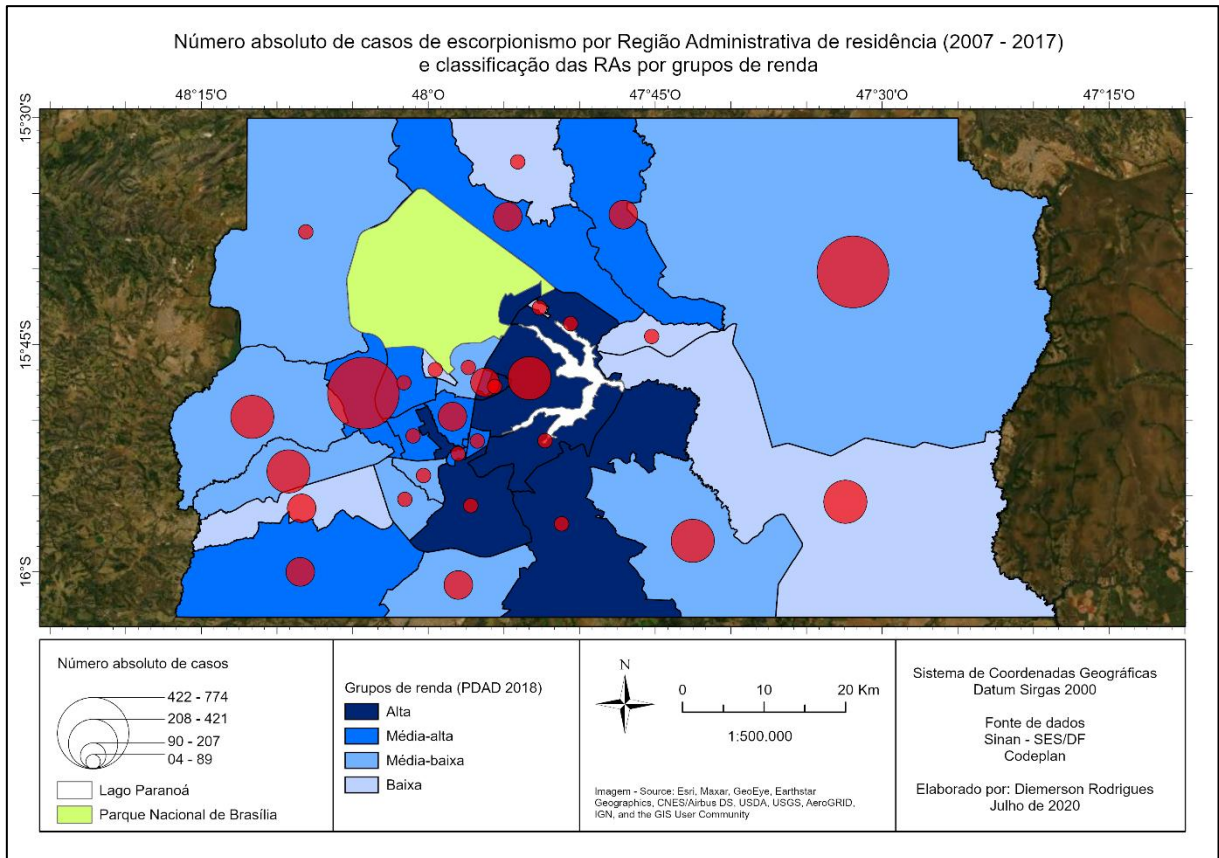 Número absoluto de casos de escorpionismo por Região Administrativa de residência (2007 - 2017)
e classificação das RAs por grupos de renda
48°15'O 48°O 47°45'O 47°30'O 47°15'O
15°30'S
15°45'S
16°S
Número absoluto de casos
422 - 774
208 - 421
90 - 207
04 - 89
Lago Paranoá
Parque Nacional de Brasília
Grupos de renda (PDAD 2018)
Alta
Média-alta
Média-baixa
Baixa
N
0 10 20 Km
1:500.000
Imagem - Source: Esri, Maxar, GeoEye, Earthstar
Geographics, CNES/Airbus DS, USDA, USGS, AeroGRID,
IGN, and the GIS User Community
Sistema de Coordenadas Geográficas
Datum Sirgas 2000
Fonte de dados
Sinan - SES/DF
Codeplan
Elaborado por: Diemerson Rodrigues
Julho de 2020